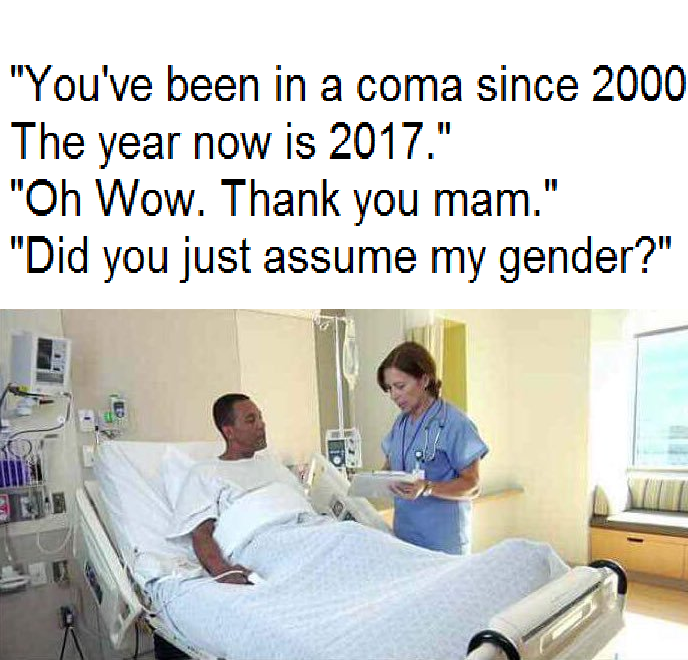 "You've been in a coma since 2000
The year now is 2017."
"Oh Wow. Thank you mam."
"Did you just assume my gender?"